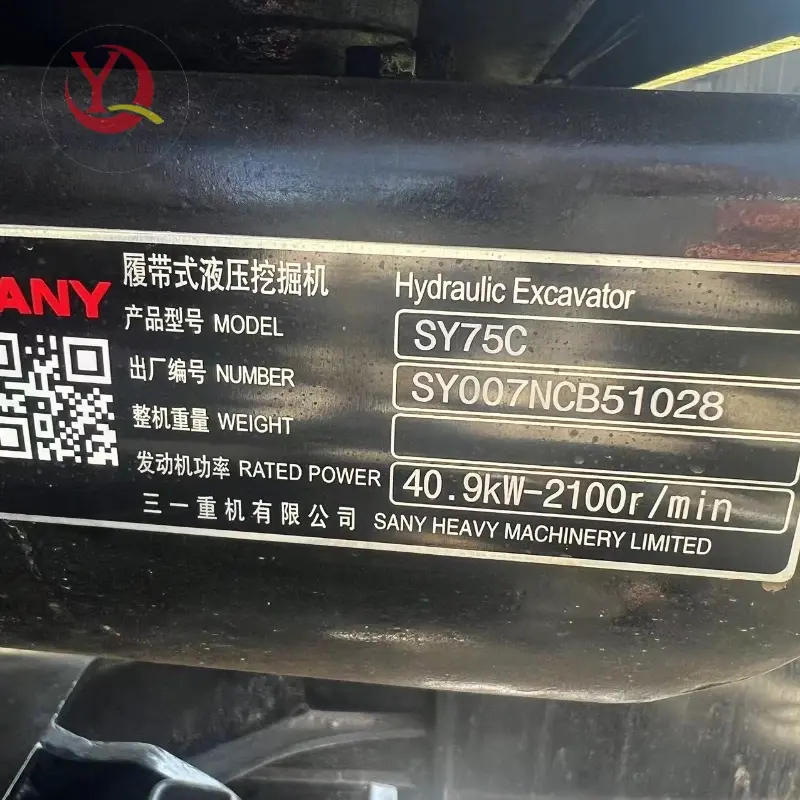 ANY
履带式液压挖掘机 Hydraulic Excavator
产品型号 MODEL SY75C
出厂编号 NUMBER SY007NCB51028
整机重量 WEIGHT
发动机功率 RATED POWER 40.9kW-2100r/min
三一重机有限公司 SANY HEAVY MACHINERY LIMITED